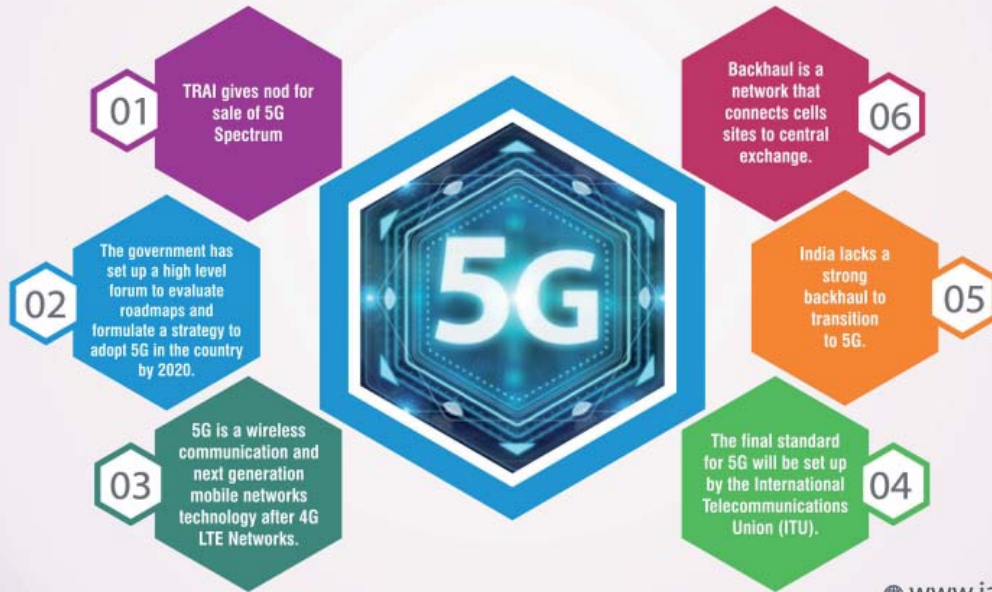 01
TRAI gives nod for
sale of 5G
Spectrum
02
The government has
set up a high level
forum to evaluate
roadmaps and
formulate a strategy to
adopt 5G in the country
by 2020.
03
5G is a wireless
communication and
next generation
mobile networks
technology after 4G
LTE Networks.
5G
The final standard
for 5G will be set up
by the International
Telecommunications
Union (ITU).
04
India lacks a
strong
backhaul to
transition
to 5G.
05
Backhaul is a
network that
connects cells
sites to central
exchange.
06